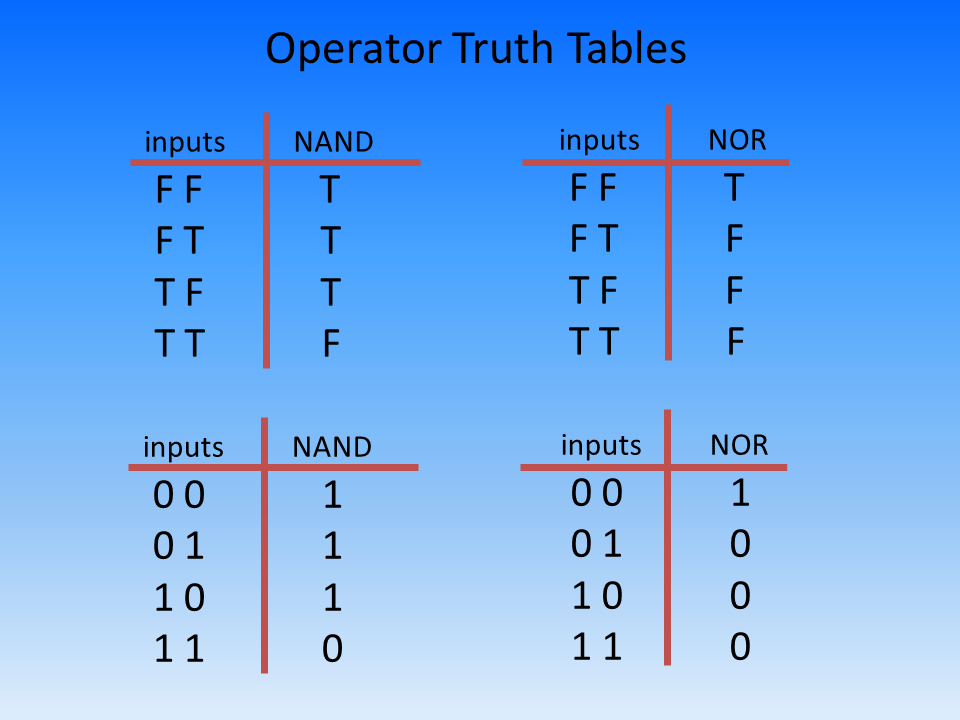 Operator Truth Tables
inputs NAND
F F T
F T T
T F T
T T F
inputs NOR
F F T
F T F
T F F
T T F
inputs NAND
0 0 1
0 1 1
1 0 1
1 1 0
inputs NOR
0 0 1
0 1 0
1 0 0
1 1 0